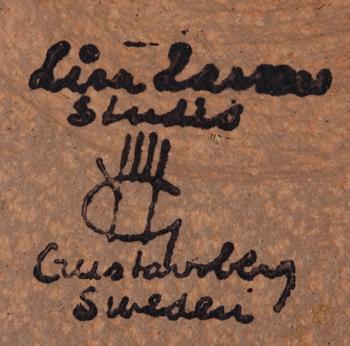 Lisa Larson
Studio
Gustavsberg
Sweden